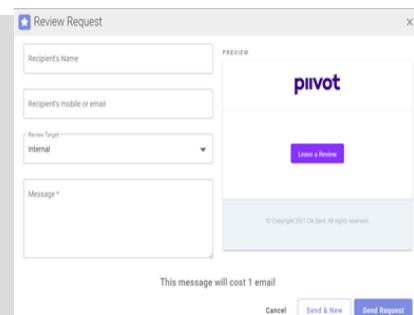 Review Request
×
Recipient's Name
Recipient's mobile or email
Review Target
Internal
Message *
PREVIEW
piivot
Leave a Review
© Copyright 2021 On Spot. All rights reserved.
This message will cost 1 email
Cancel
Send & New
Send Request